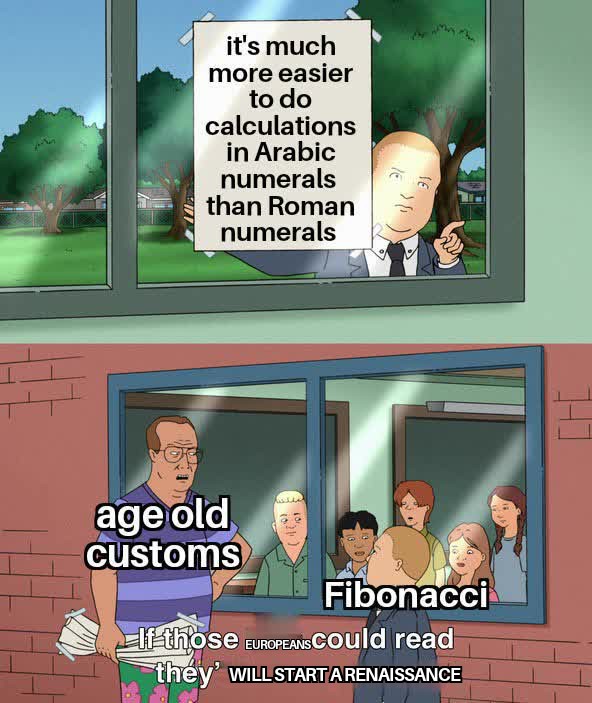 it's much
more easier
to do
calculations
in Arabic
numerals
than Roman
numerals
age old
customs
Fibonacci
If those EUROPEANS could read
they' WILL START A RENAISSANCE